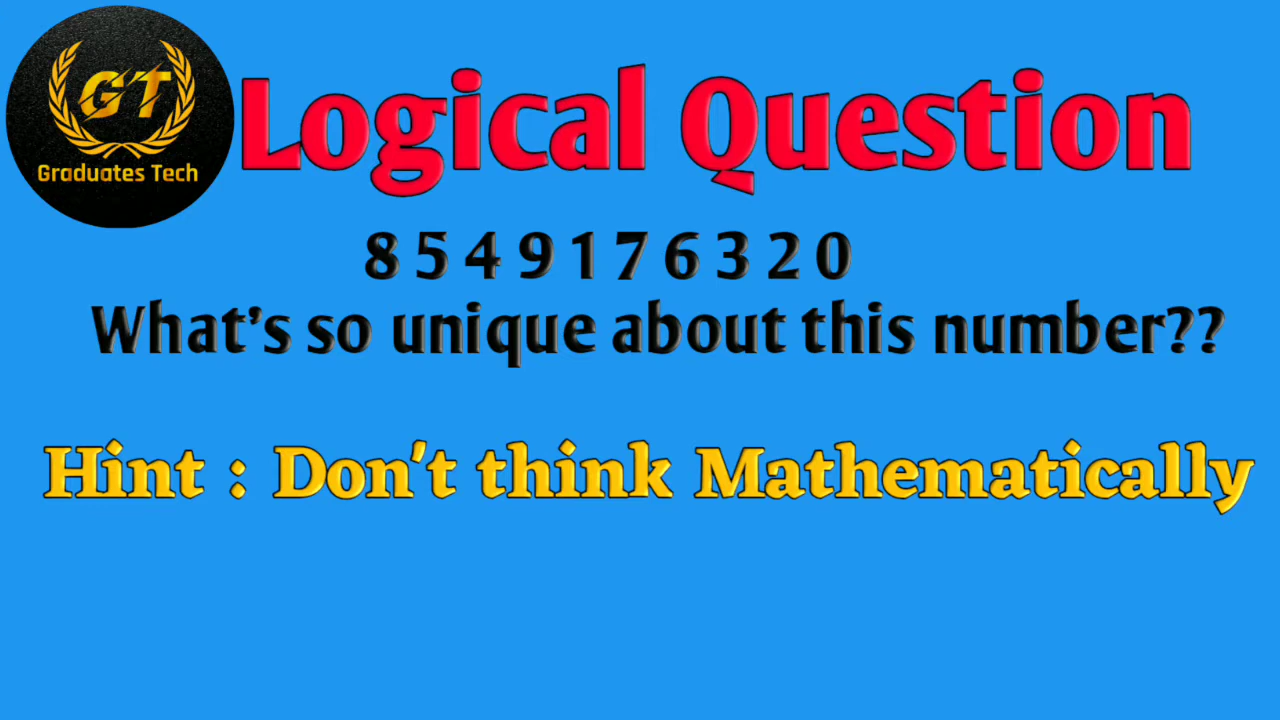 GT
Graduates Tech
Logical Question
8 5 4 9 1 7 6 3 2 0
What's so unique about this number??
Hint : Don't think Mathematically